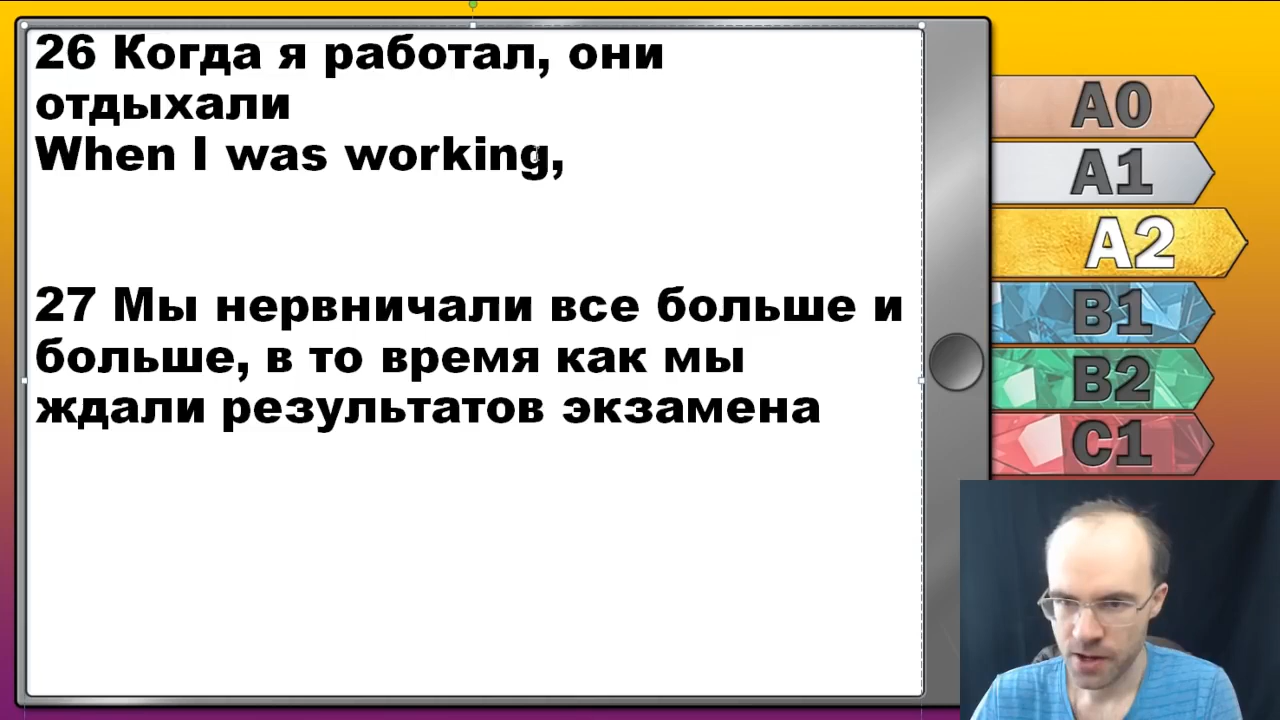 26 Когда я работал, они
отдыхали
When I was working,
27 Мы нервничали все больше и
больше, в то время как мы
ждали результатов экзамена
A0
A1
A2
B1
B2
C1